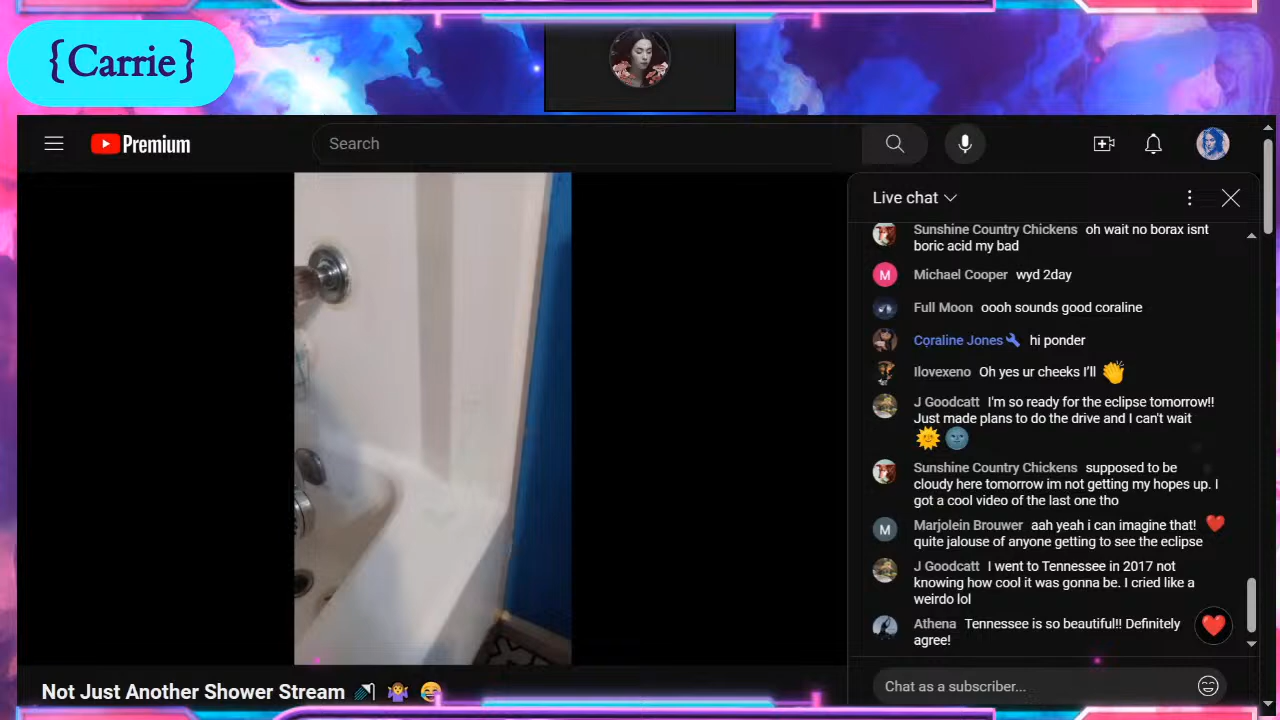 {Carrie}
Premium
Search
Live chat
Sunshine Country Chickens oh wait no borax isnt
boric acid my bad
M Michael Cooper wyd 2day
Full Moon oooh sounds good coraline
Coraline Jones hi ponder
Ilovexeno Oh yes ur cheeks I'll 👏
J Goodcatt I'm so ready for the eclipse tomorrow!!
Just made plans to do the drive and I can't wait
🌞🌚
Sunshine Country Chickens supposed to be
cloudy here tomorrow im not getting my hopes up. I
got a cool video of the last one tho
M Marjolein Brouwer aah yeah i can imagine that! ❤️
quite jalouse of anyone getting to see the eclipse
J Goodcatt I went to Tennessee in 2017 not
knowing how cool it was gonna be. I cried like a
weirdo lol
Athena Tennessee is so beautiful!! Definitely
agree!
Chat as a subscriber...
Not Just Another Shower Stream 🚿 🤷‍♀️ 😂